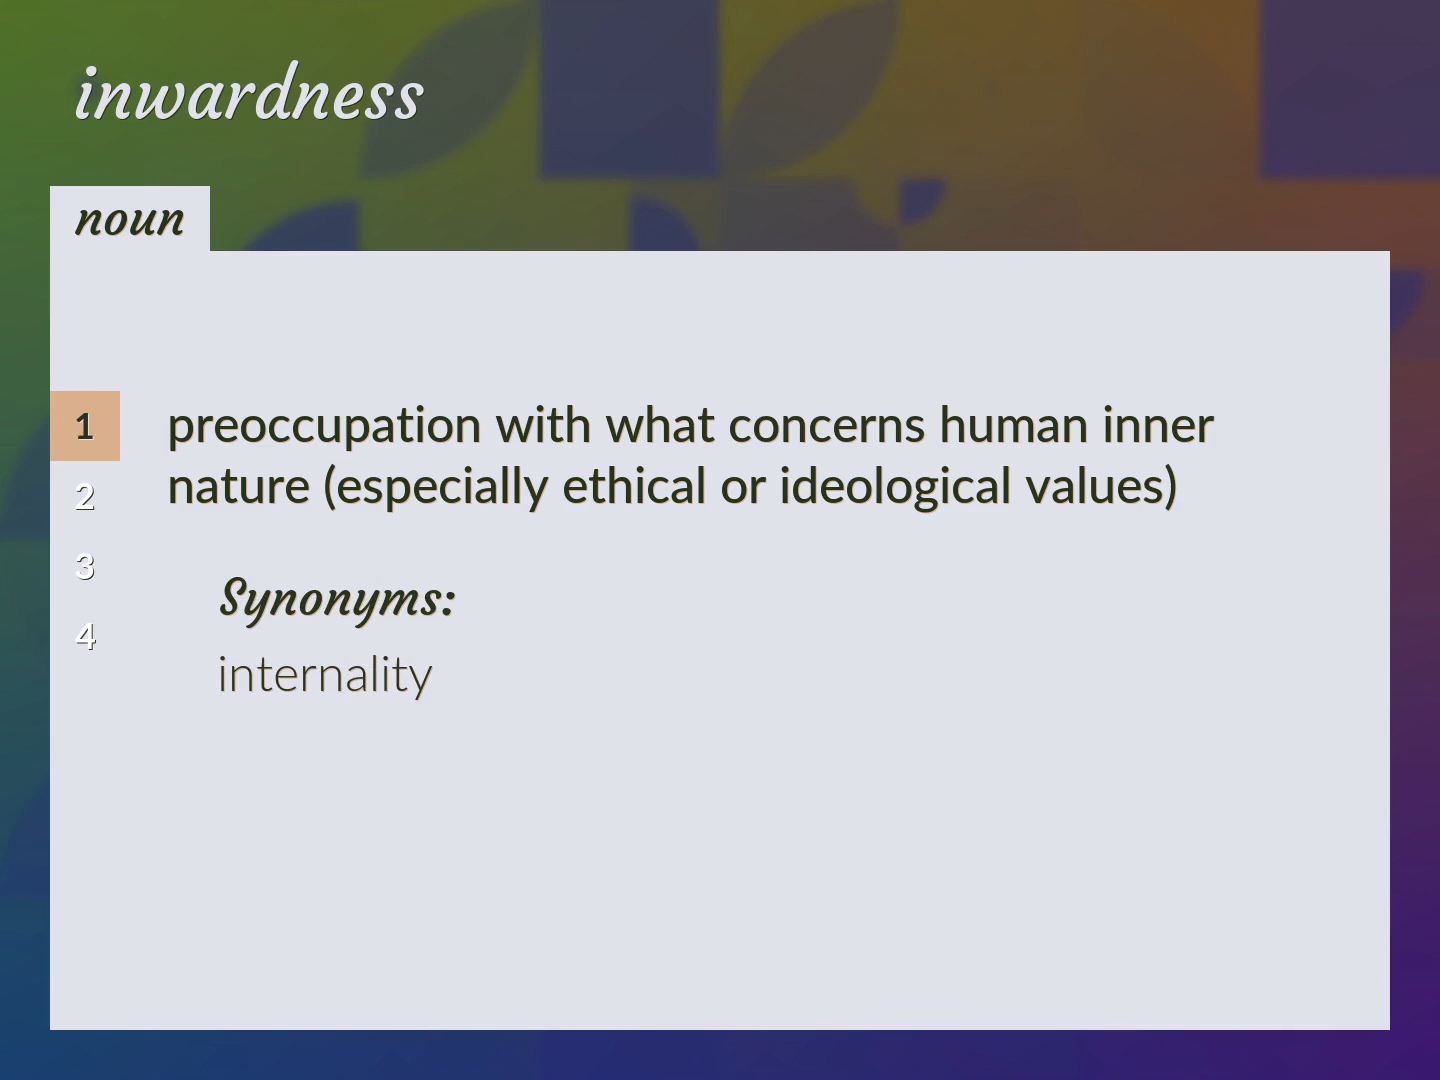 inwardness
noun
1
preoccupation with what concerns human inner
nature (especially ethical or ideological values)
2
3
4
Synonyms:
internality